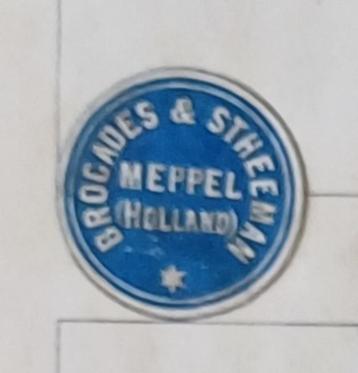 BROCADES & STHEEMAN
MEPPEL
(HOLLAND)